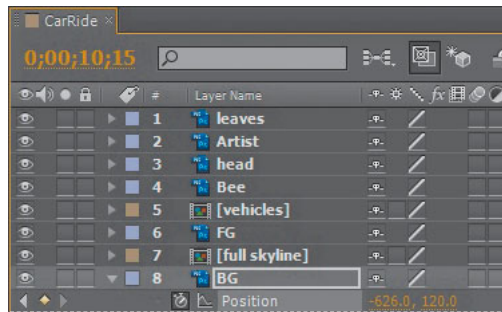 CarRide ×
0;00;10;15
# Layer Name fx
1 leaves
2 Artist
3 head
4 Bee
5 [vehicles]
6 FG
7 [full skyline]
8 BG
Position -626.0, 120.0